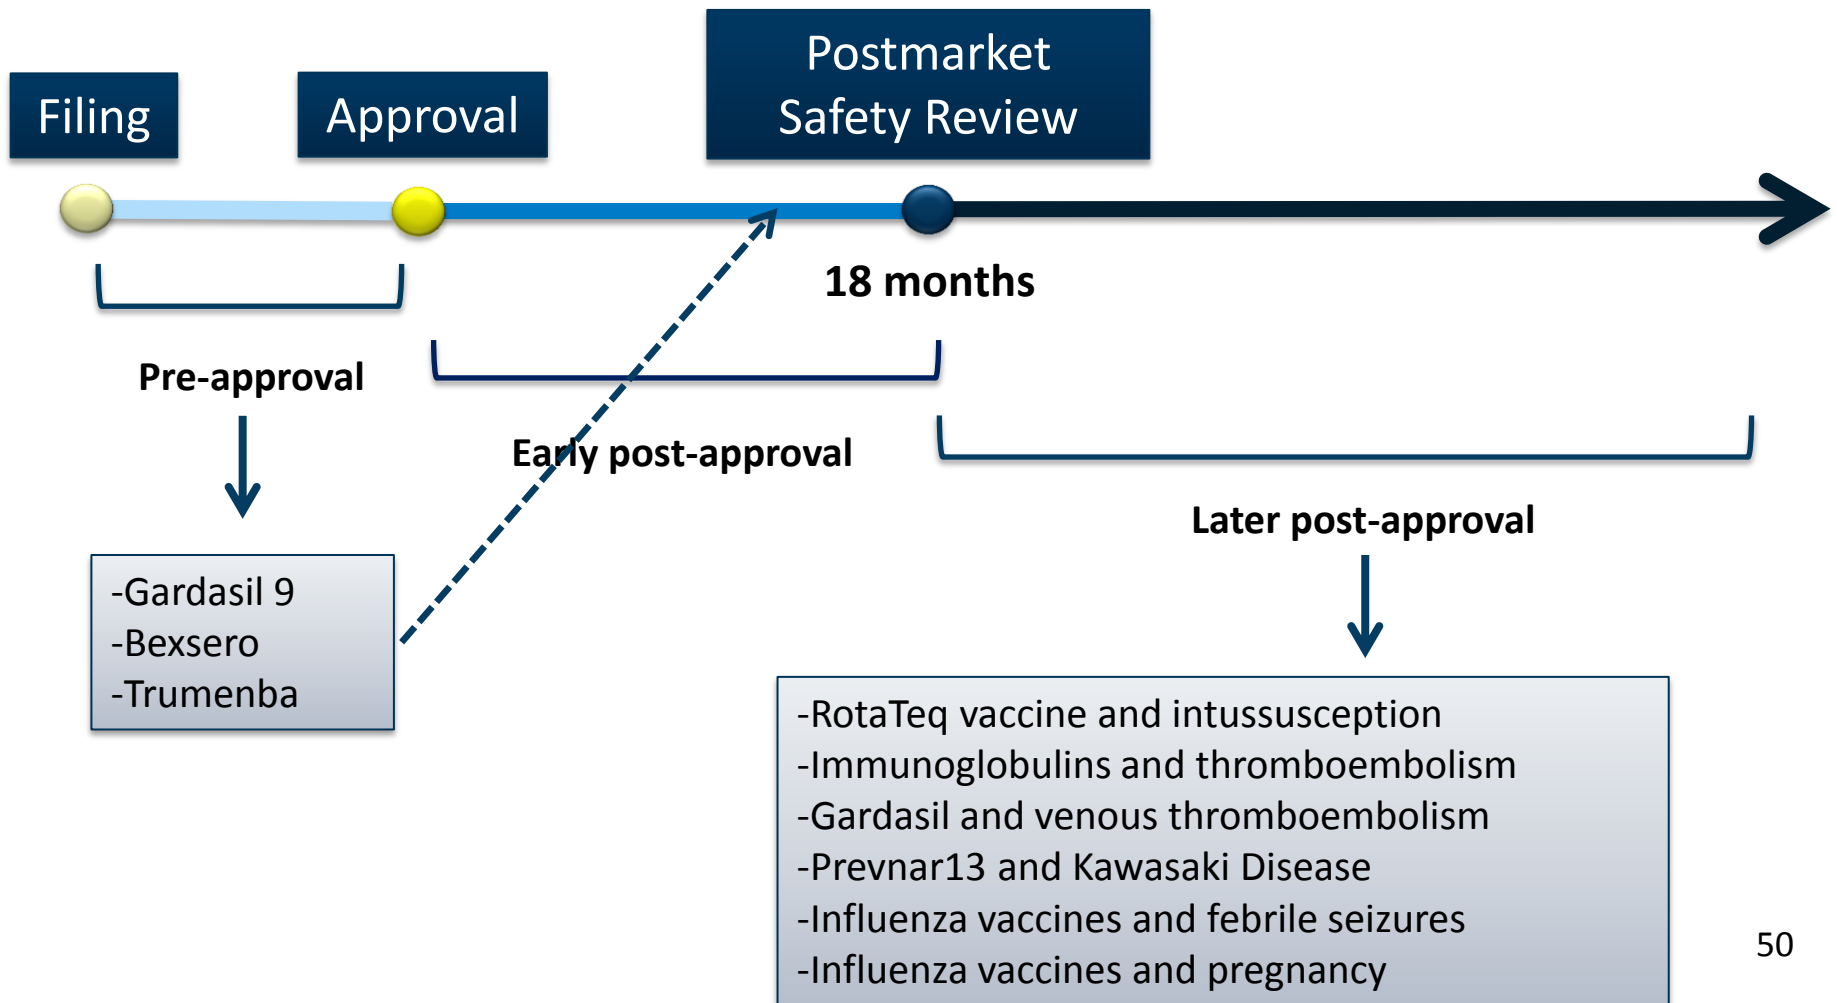 Filing
Approval
Postmarket
Safety Review
18 months
Pre-approval
Early post-approval
Later post-approval
-Gardasil 9
-Bexsero
-Trumenba
-RotaTeq vaccine and intussusception
-Immunoglobulins and thromboembolism
-Gardasil and venous thromboembolism
-Prevnar13 and Kawasaki Disease
-Influenza vaccines and febrile seizures
-Influenza vaccines and pregnancy
50